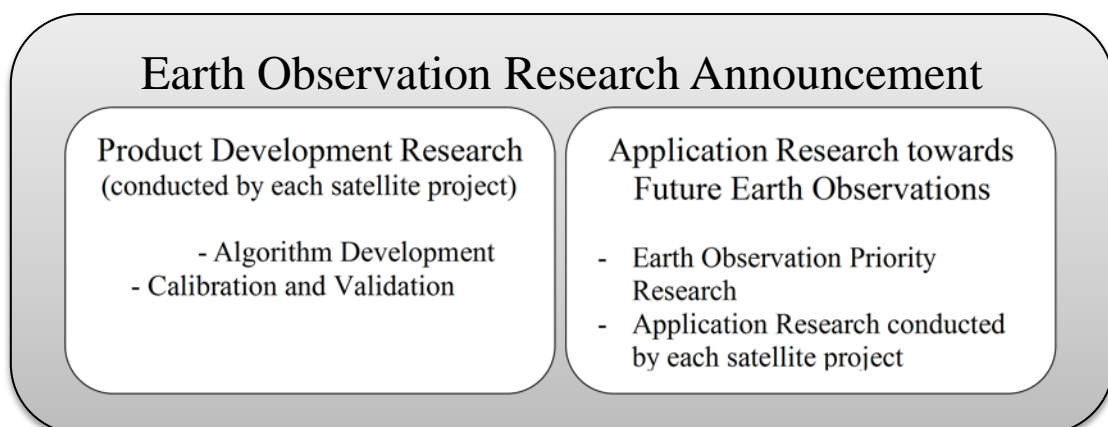 Earth Observation Research Announcement
Product Development Research
(conducted by each satellite project)
- Algorithm Development
- Calibration and Validation
Application Research towards
Future Earth Observations
- Earth Observation Priority
Research
- Application Research conducted
by each satellite project